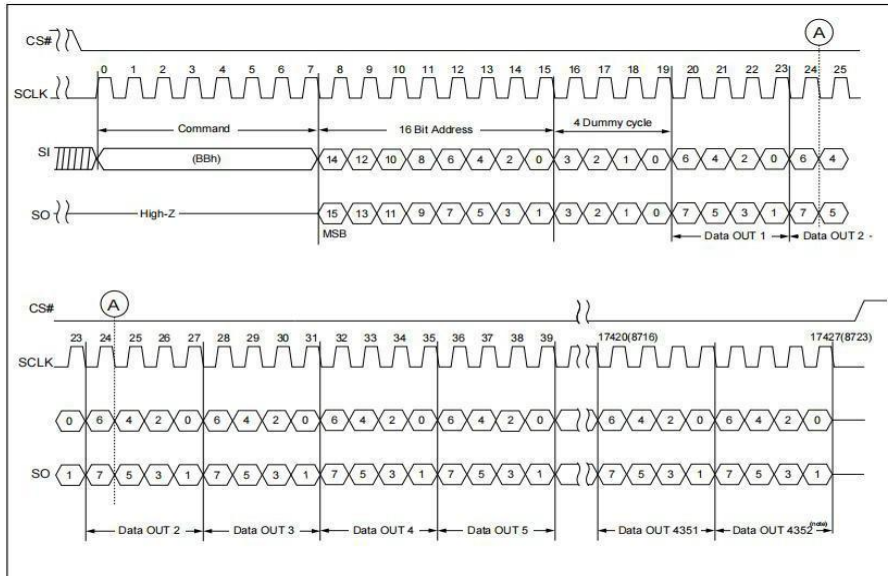 A
CS#
0 1 2 3 4 5 6 7 8 9 10 11 12 13 14 15 16 17 18 19 20 21 22 23 24 25
SCLK
Command 16 Bit Address 4 Dummy cycle
SI (BBh) 14 12 10 8 6 4 2 0 3 2 1 0 6 4 2 0 6 4
SO High-Z 15 13 11 9 7 5 3 1 3 2 1 0 7 5 3 1 7 5
MSB Data OUT 1 Data OUT 2
A
CS#
23 24 25 26 27 28 29 30 31 32 33 34 35 36 37 38 39 17420(8716) 17427(8723)
SCLK
0 6 4 2 0 6 4 2 0 6 4 2 0 6 4 2 0 6 4 2 0 6 4 2 0
SO 1 7 5 3 1 7 5 3 1 7 5 3 1 7 5 3 1 7 5 3 1 7 5 3 1
Data OUT 2 Data OUT 3 Data OUT 4 Data OUT 5 Data OUT 4351 Data OUT 4352 (note)